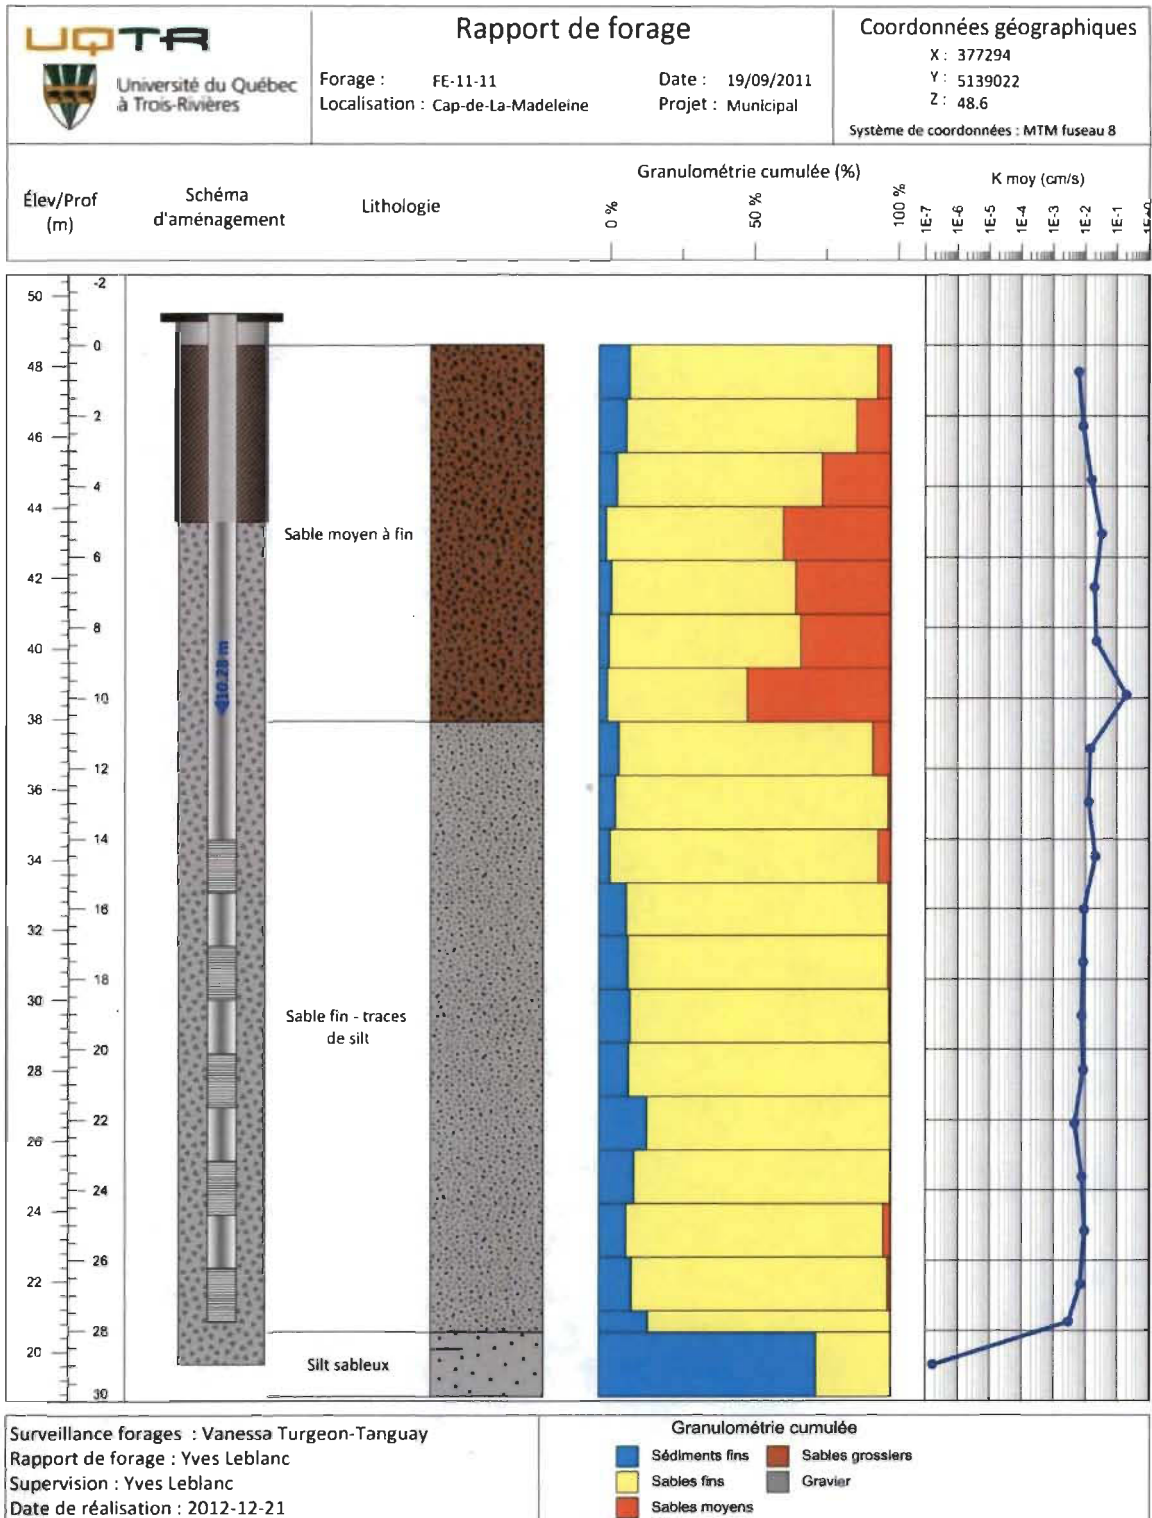 UQTR
Université du Québec
à Trois-Rivières
Rapport de forage
Forage : FE-11-11
Date : 19/09/2011
Localisation : Cap-de-La-Madeleine
Projet : Municipal
Coordonnées géographiques
X : 377294
Y : 5139022
Z : 48.6
Système de coordonnées : MTM fuseau 8
Élev/Prof
(m)
Schéma
d'aménagement
Lithologie
Granulométrie cumulée (%)
0 %
50 %
100 %
K moy (cm/s)
1E-7
1E-6
1E-5
1E-4
1E-3
1E-2
1E-1
1E+0
50
48
46
44
42
40
38
36
34
32
30
28
26
24
22
20
-2
0
2
4
6
8
10
12
14
16
18
20
22
24
26
28
30
10.28 m
Sable moyen à fin
Sable fin - traces
de silt
Silt sableux
Surveillance forages : Vanessa Turgeon-Tanguay
Rapport de forage : Yves Leblanc
Supervision : Yves Leblanc
Date de réalisation : 2012-12-21
Granulométrie cumulée
Sédiments fins
Sables grossiers
Sables fins
Gravier
Sables moyens